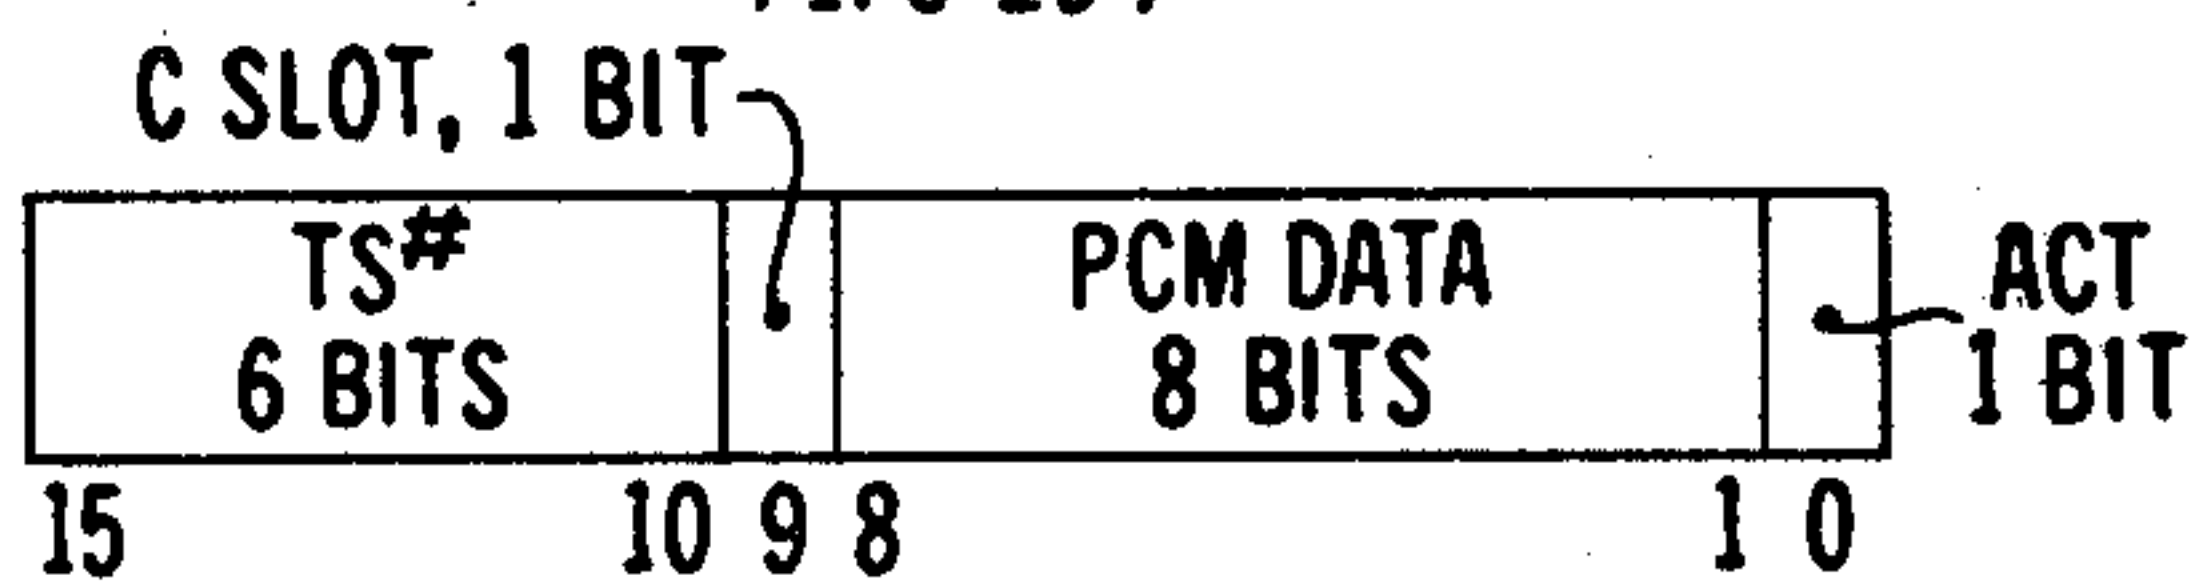 C SLOT, 1 BIT
TS#
6 BITS
PCM DATA
8 BITS
ACT
1 BIT
15 10 9 8 1 0